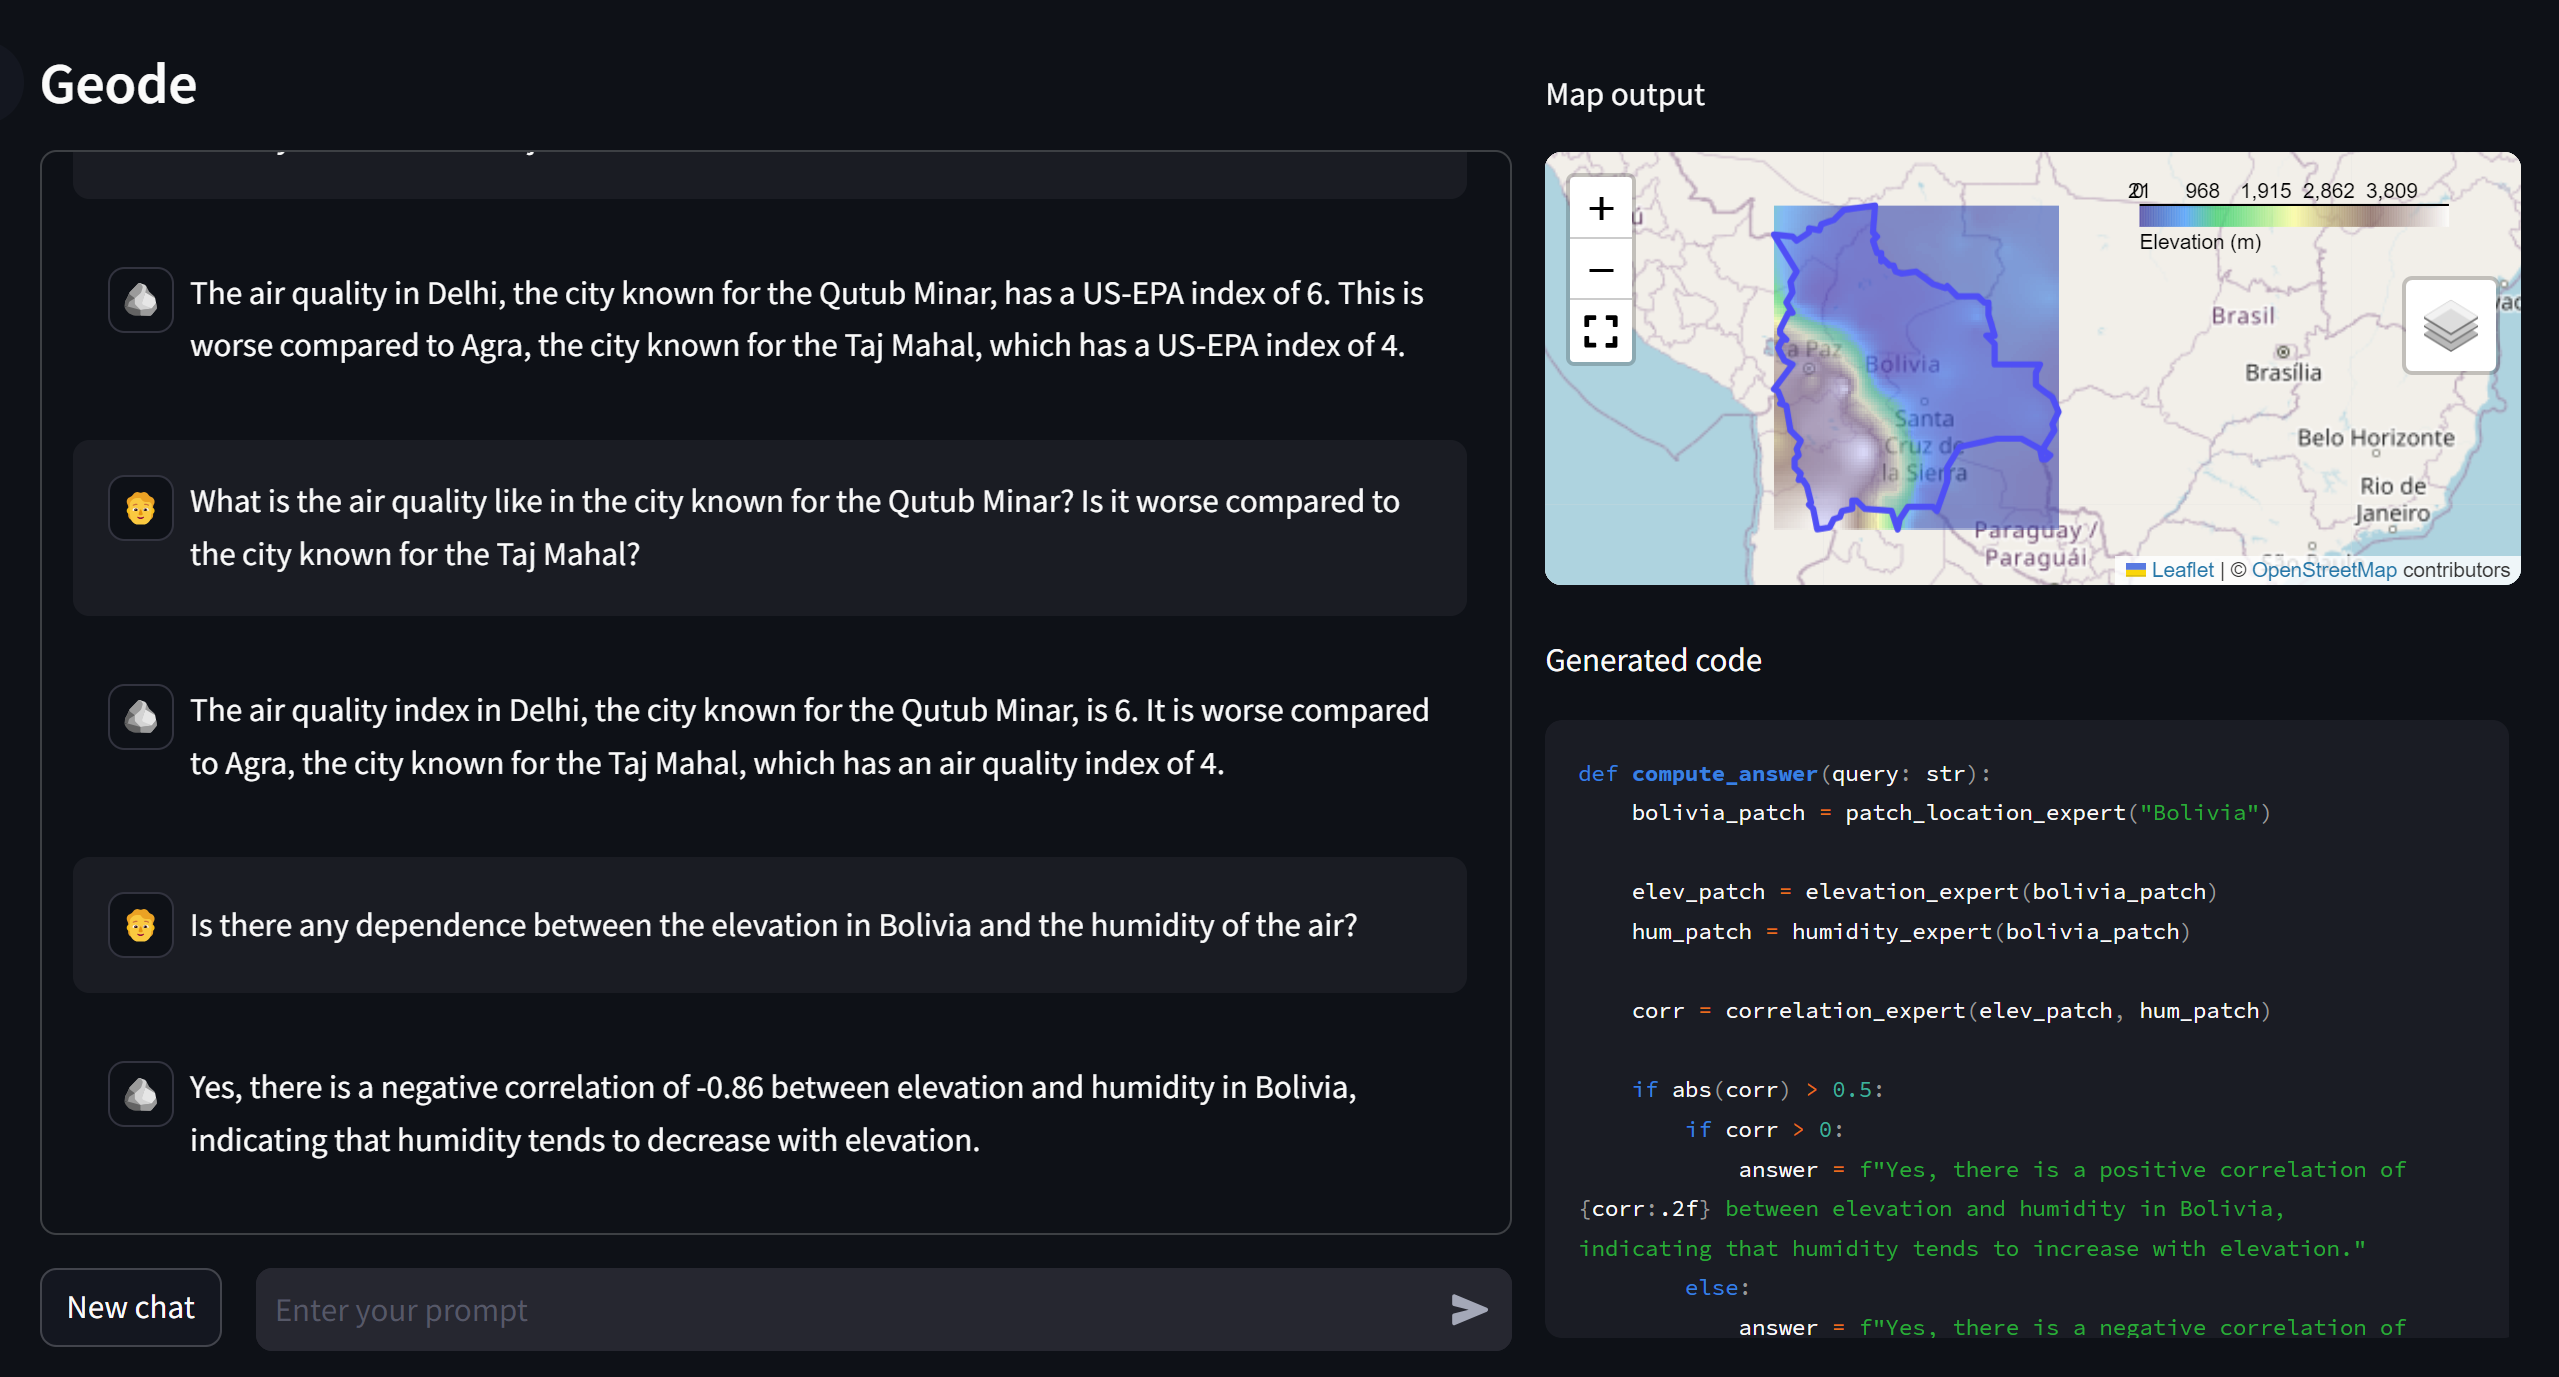 Geode
The air quality in Delhi, the city known for the Qutub Minar, has a US-EPA index of 6. This is
worse compared to Agra, the city known for the Taj Mahal, which has a US-EPA index of 4.
What is the air quality like in the city known for the Qutub Minar? Is it worse compared to
the city known for the Taj Mahal?
The air quality index in Delhi, the city known for the Qutub Minar, is 6. It is worse compared
to Agra, the city known for the Taj Mahal, which has an air quality index of 4.
Is there any dependence between the elevation in Bolivia and the humidity of the air?
Yes, there is a negative correlation of -0.86 between elevation and humidity in Bolivia,
indicating that humidity tends to decrease with elevation.
New chat
Enter your prompt
Map output
+
−
968 1,915 2,862 3,809
Elevation (m)
Brasil
Brasília
a Paz
Bolivia
Santa
Cruz de
la Sierra
Belo Horizonte
Rio de
Janeiro
Paraguay /
Paraguái
Leaflet | © OpenStreetMap contributors
Generated code
def compute_answer(query: str):
bolivia_patch = patch_location_expert("Bolivia")
elev_patch = elevation_expert(bolivia_patch)
hum_patch = humidity_expert(bolivia_patch)
corr = correlation_expert(elev_patch, hum_patch)
if abs(corr) > 0.5:
if corr > 0:
answer = f"Yes, there is a positive correlation of
{corr:.2f} between elevation and humidity in Bolivia,
indicating that humidity tends to increase with elevation."
else:
answer = f"Yes, there is a negative correlation of